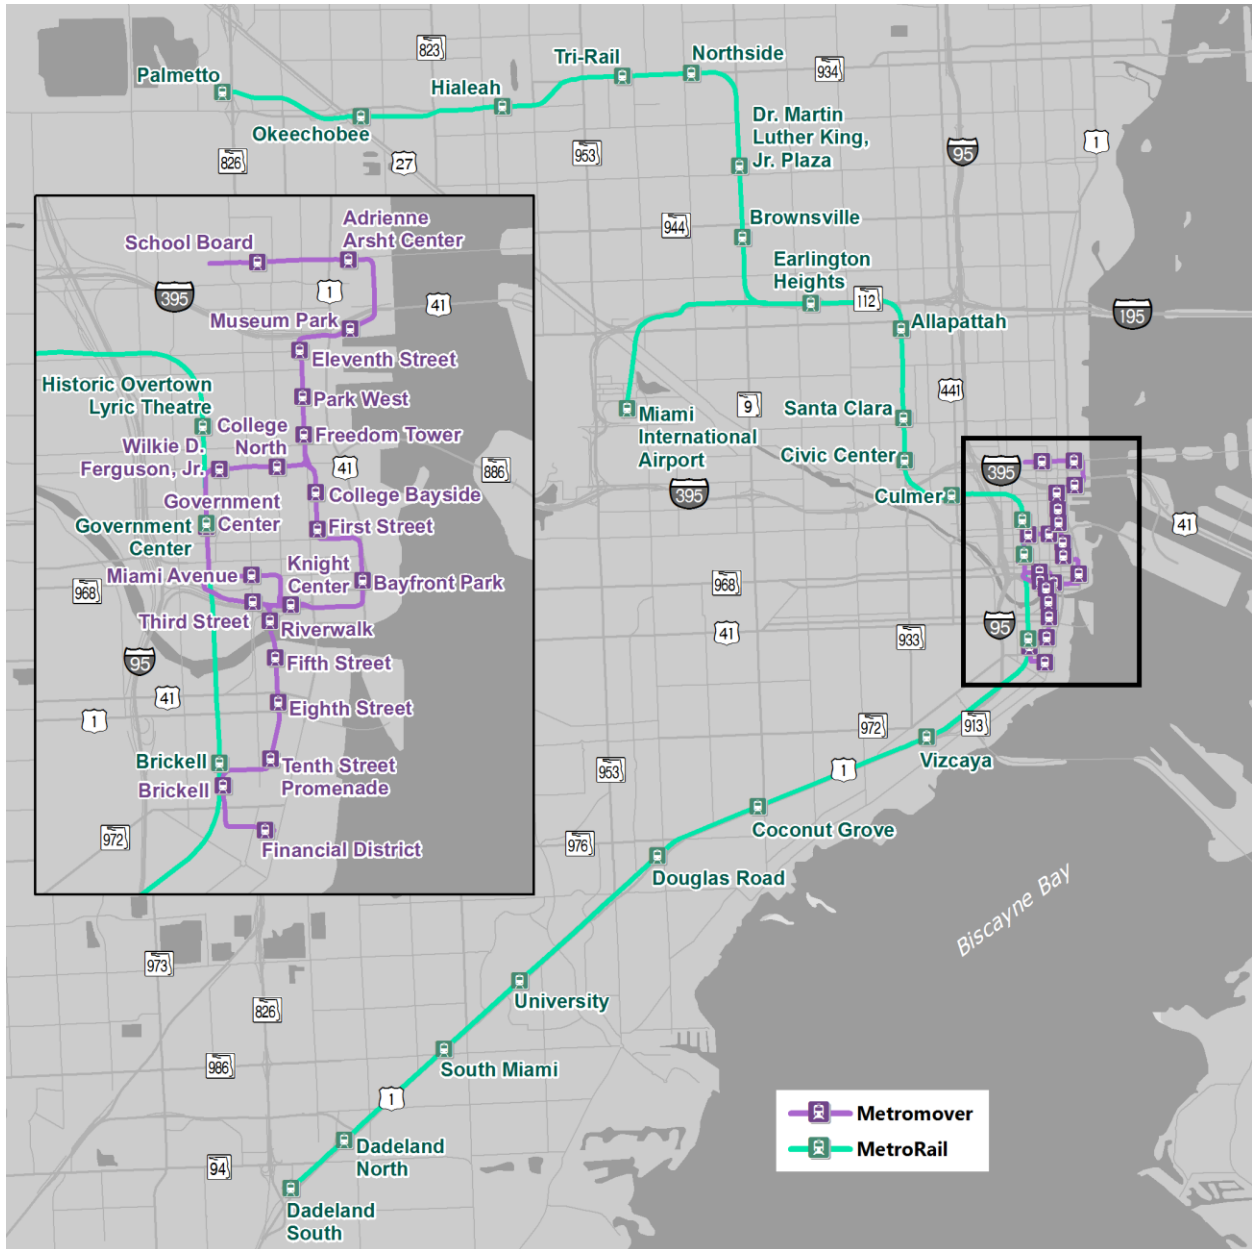 823
Tri-Rail
Northside
934
Palmetto
Hialeah
Okeechobee
826
27
953
Dr. Martin
Luther King,
Jr. Plaza
95
1
944
Brownsville
Earlington
Heights
112
Allapattah
195
441
9
Miami
International
Airport
Santa Clara
Civic Center
395
Culmer
395
886
41
968
41
933
95
972
913
Vizcaya
953
1
Coconut Grove
976
Douglas Road
Biscayne Bay
973
826
University
986
South Miami
1
94
Dadeland
North
Dadeland
South
Adrienne
Arsht Center
School Board
395
1
41
Museum Park
Eleventh Street
Historic Overtown
Lyric Theatre
Park West
College
North
Freedom Tower
Wilkie D.
Ferguson, Jr.
41
College Bayside
Government
Center
Government
Center
First Street
Knight
Center
Miami Avenue
Bayfront Park
968
Third Street
Riverwalk
95
Fifth Street
41
Eighth Street
1
Brickell
Tenth Street
Promenade
Brickell
972
Financial District
Metromover
MetroRail